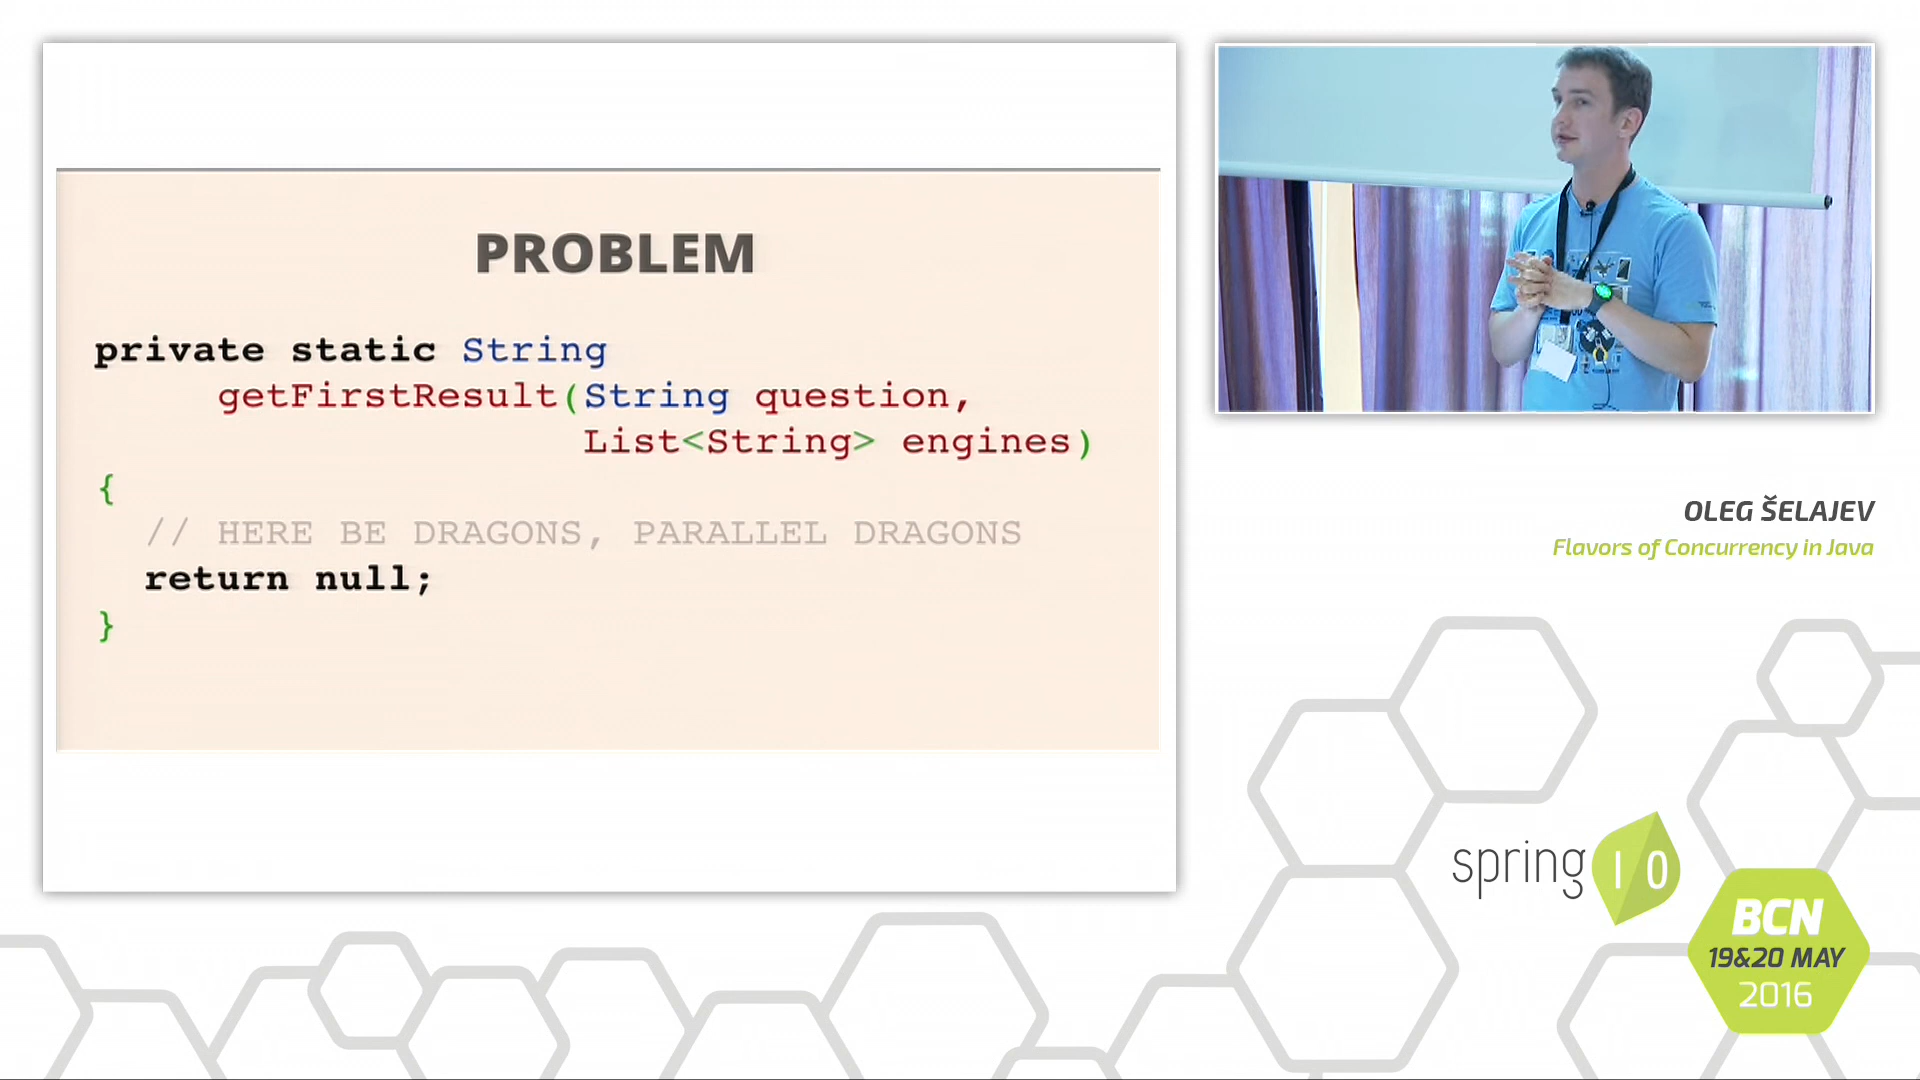 PROBLEM
private static String
getFirstResult(String question,
List<String> engines)
{
// HERE BE DRAGONS, PARALLEL DRAGONS
return null;
}
OLEG ŠELAJEV
Flavors of Concurrency in Java
spring I O
BCN
19&20 MAY
2016